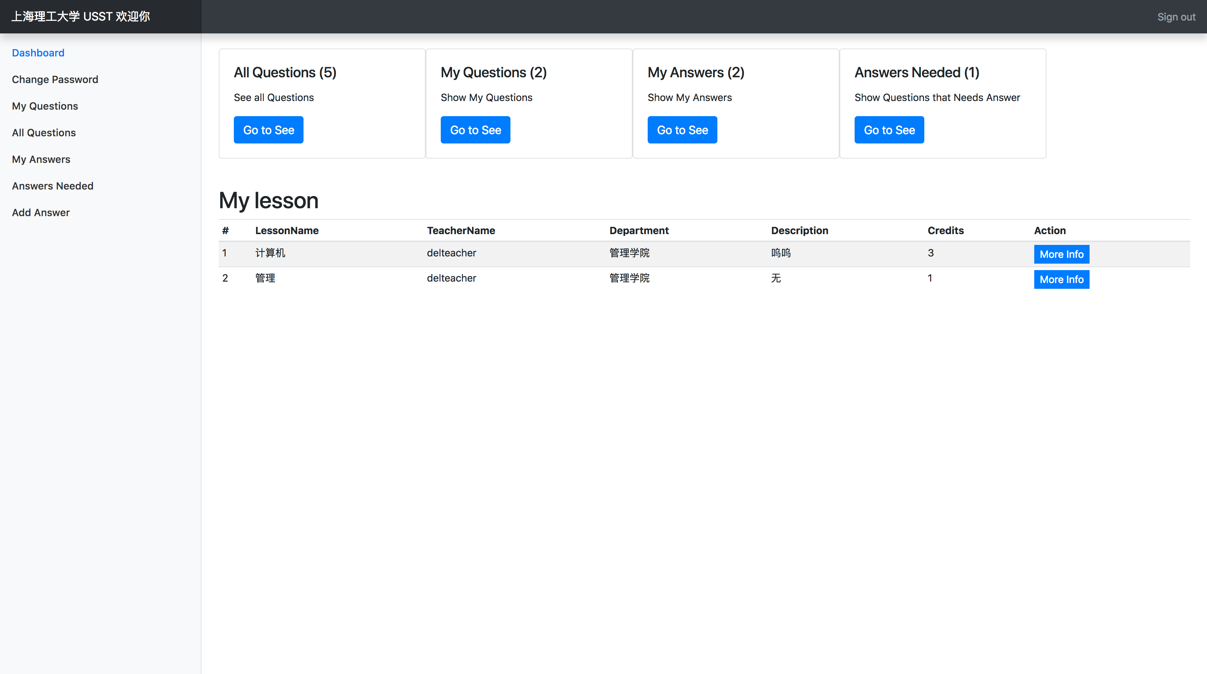 上海理工大学 USST 欢迎你
Sign out
Dashboard
Change Password
My Questions
All Questions
My Answers
Answers Needed
Add Answer
All Questions (5)
See all Questions
Go to See
My Questions (2)
Show My Questions
Go to See
My Answers (2)
Show My Answers
Go to See
Answers Needed (1)
Show Questions that Needs Answer
Go to See
My lesson
# LessonName TeacherName Department Description Credits Action
1 计算机 delteacher 管理学院 呜呜 3 More Info
2 管理 delteacher 管理学院 无 1 More Info